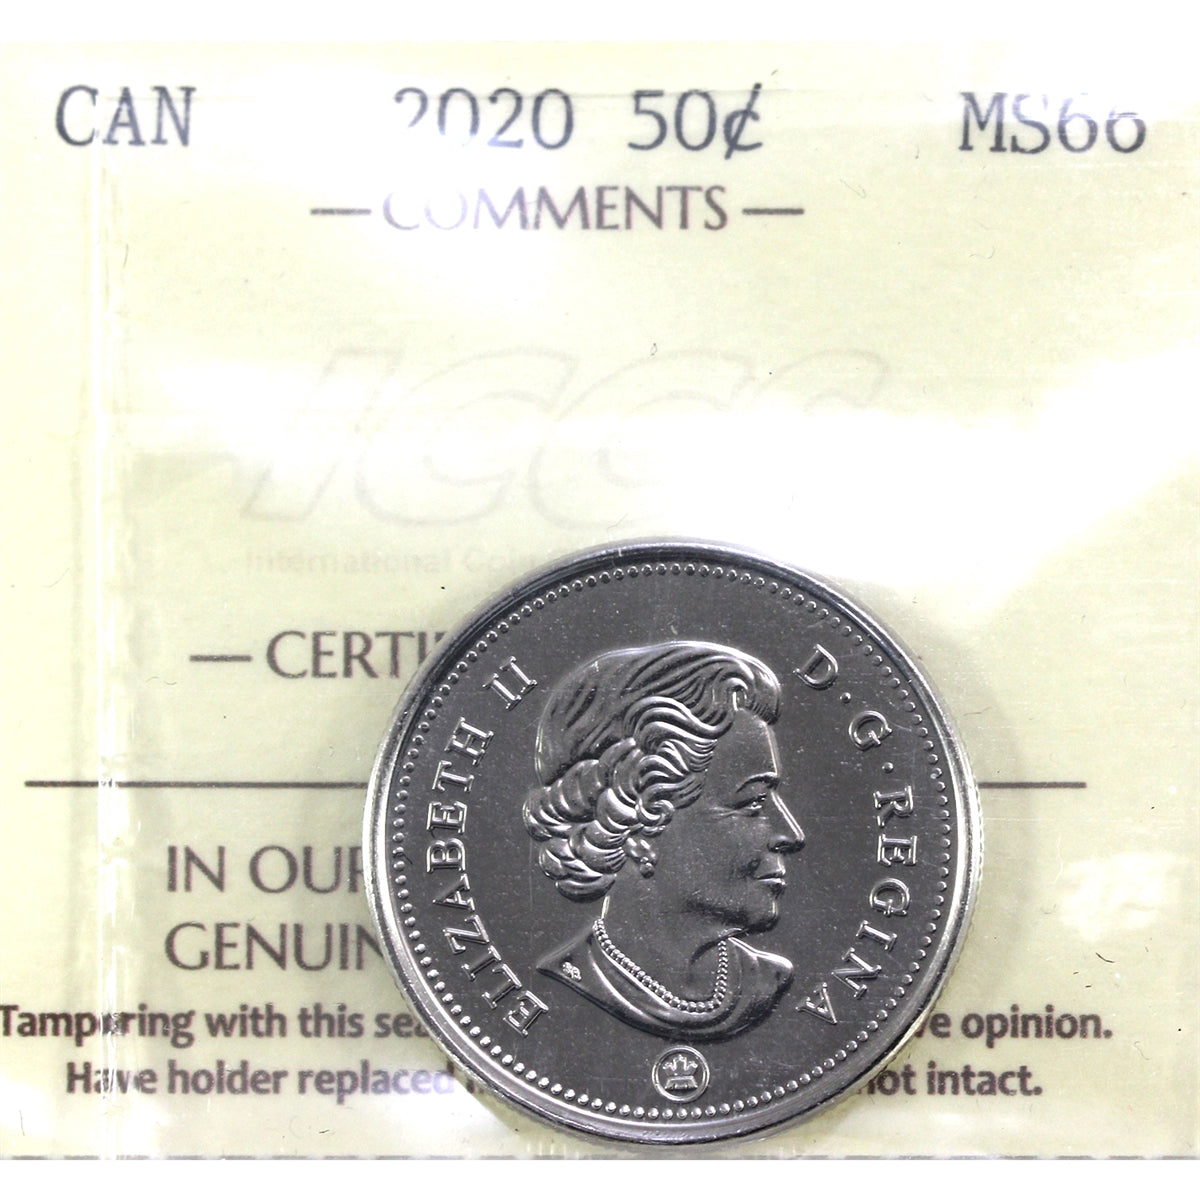 CAN 2020 50¢ MS66
— COMMENTS —
ICCS
International
— CERTI
IN OUR
GENUIN
Tampering with this sea e opinion.
Have holder replaced ot intact.
ELIZABETH II D·G·REGINA